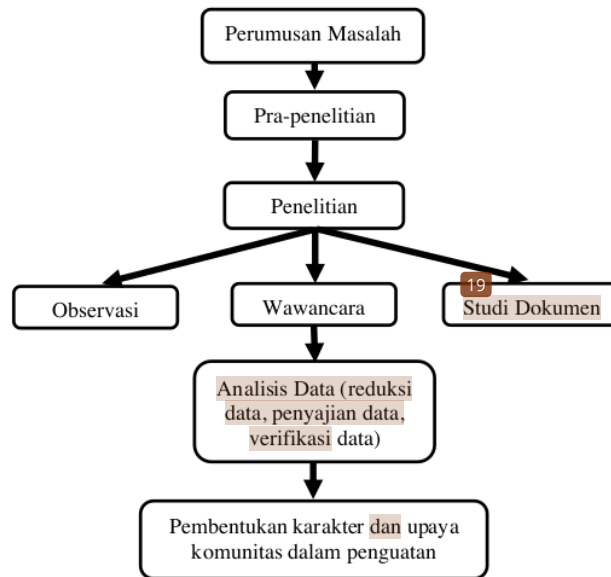 Perumusan Masalah
Pra-penelitian
Penelitian
Observasi
Wawancara
19
Studi Dokumen
Analisis Data (reduksi
data, penyajian data,
verifikasi data)
Pembentukan karakter dan upaya
komunitas dalam penguatan